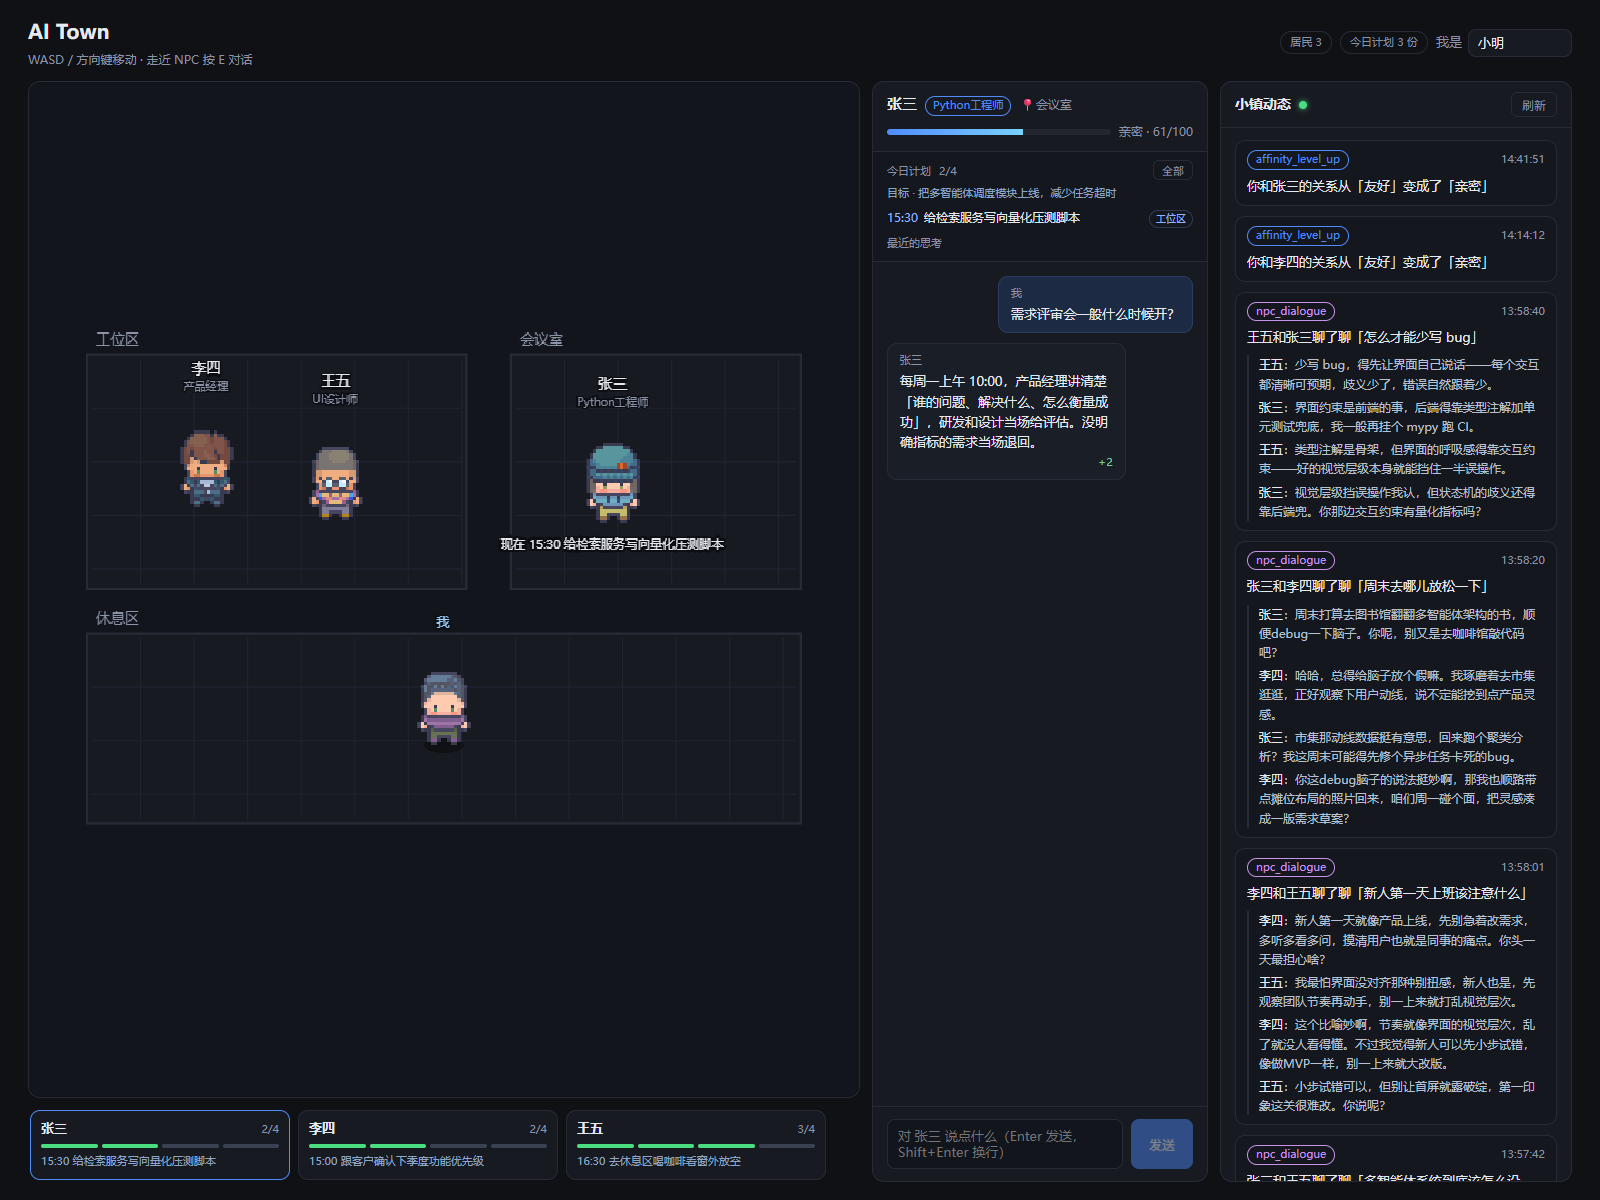 AI Town
WASD / 方向键移动 · 走近 NPC 按 E 对话
居民 3
今日计划 3 份
我是
小明
工位区
李四
产品经理
王五
UI设计师
会议室
张三
Python工程师
现在 15:30 给检索服务写向量化压测脚本
休息区
我
张三
2/4
15:30 给检索服务写向量化压测脚本
李四
2/4
15:00 跟客户确认下季度功能优先级
王五
3/4
16:30 去休息区喝咖啡看窗外放空
张三
Python工程师
会议室
亲密 · 61/100
今日计划 2/4
全部
目标 · 把多智能体调度模块上线，减少任务超时
15:30 给检索服务写向量化压测脚本
工位区
最近的思考
我
需求评审会一般什么时候开？
张三
每周一上午 10:00，产品经理讲清楚
「谁的问题、解决什么、怎么衡量成
功」，研发和设计当场给评估。没明
确指标的需求当场退回。
+2
对 张三 说点什么（Enter 发送，
Shift+Enter 换行）
发送
小镇动态
刷新
affinity_level_up
14:41:51
你和张三的关系从「友好」变成了「亲密」
affinity_level_up
14:14:12
你和李四的关系从「友好」变成了「亲密」
npc_dialogue
13:58:40
王五和张三聊了聊「怎么才能少写 bug」
王五：少写 bug，得先让界面自己说话——每个交互
都清晰可预期，歧义少了，错误自然跟着少。
张三：界面约束是前端的事，后端得靠类型注解加单
元测试兜底，我一般再挂个 mypy 跑 CI。
王五：类型注解是骨架，但界面的呼吸感得靠交互约
束——好的视觉层级本身就能挡住一半误操作。
张三：视觉层级挡误操作我认，但状态机的歧义还得
靠后端兜。你那边交互约束有量化指标吗？
npc_dialogue
13:58:20
张三和李四聊了聊「周末去哪儿放松一下」
张三：周末打算去图书馆翻翻多智能体架构的书，顺
便debug一下脑子。你呢，别又是去咖啡馆敲代码
吧？
李四：哈哈，总得给脑子放个假嘛。我琢磨着去市集
逛逛，正好观察下用户动线，说不定能挖到点产品灵
感。
张三：市集那动线数据挺有意思，回来跑个聚类分
析？我这周末可能得先修个异步任务卡死的bug。
李四：你这debug脑子的说法挺妙啊，那我也顺路带
点摊位布局的照片回来，咱们周一碰个面，把灵感凑
成一版需求草案？
npc_dialogue
13:58:01
李四和王五聊了聊「新人第一天上班该注意什么」
李四：新人第一天就像产品上线，先别急着改需求，
多听多看多问，摸清用户也就是同事的痛点。你头一
天最担心啥？
王五：我最怕界面没对齐那种别扭感，新人也是，先
观察团队节奏再动手，别一上来就打乱视觉层次。
李四：这个比喻妙啊，节奏就像界面的视觉层次，乱
了就没人看得懂。不过我觉得新人可以先小步试错，
像做MVP一样，别一上来就大改版。
王五：小步试错可以，但别让首屏就露破绽，第一印
象这关很难改。你说呢？
npc_dialogue
13:57:42
张三和王五聊了聊「多智能体系统到底该怎么设